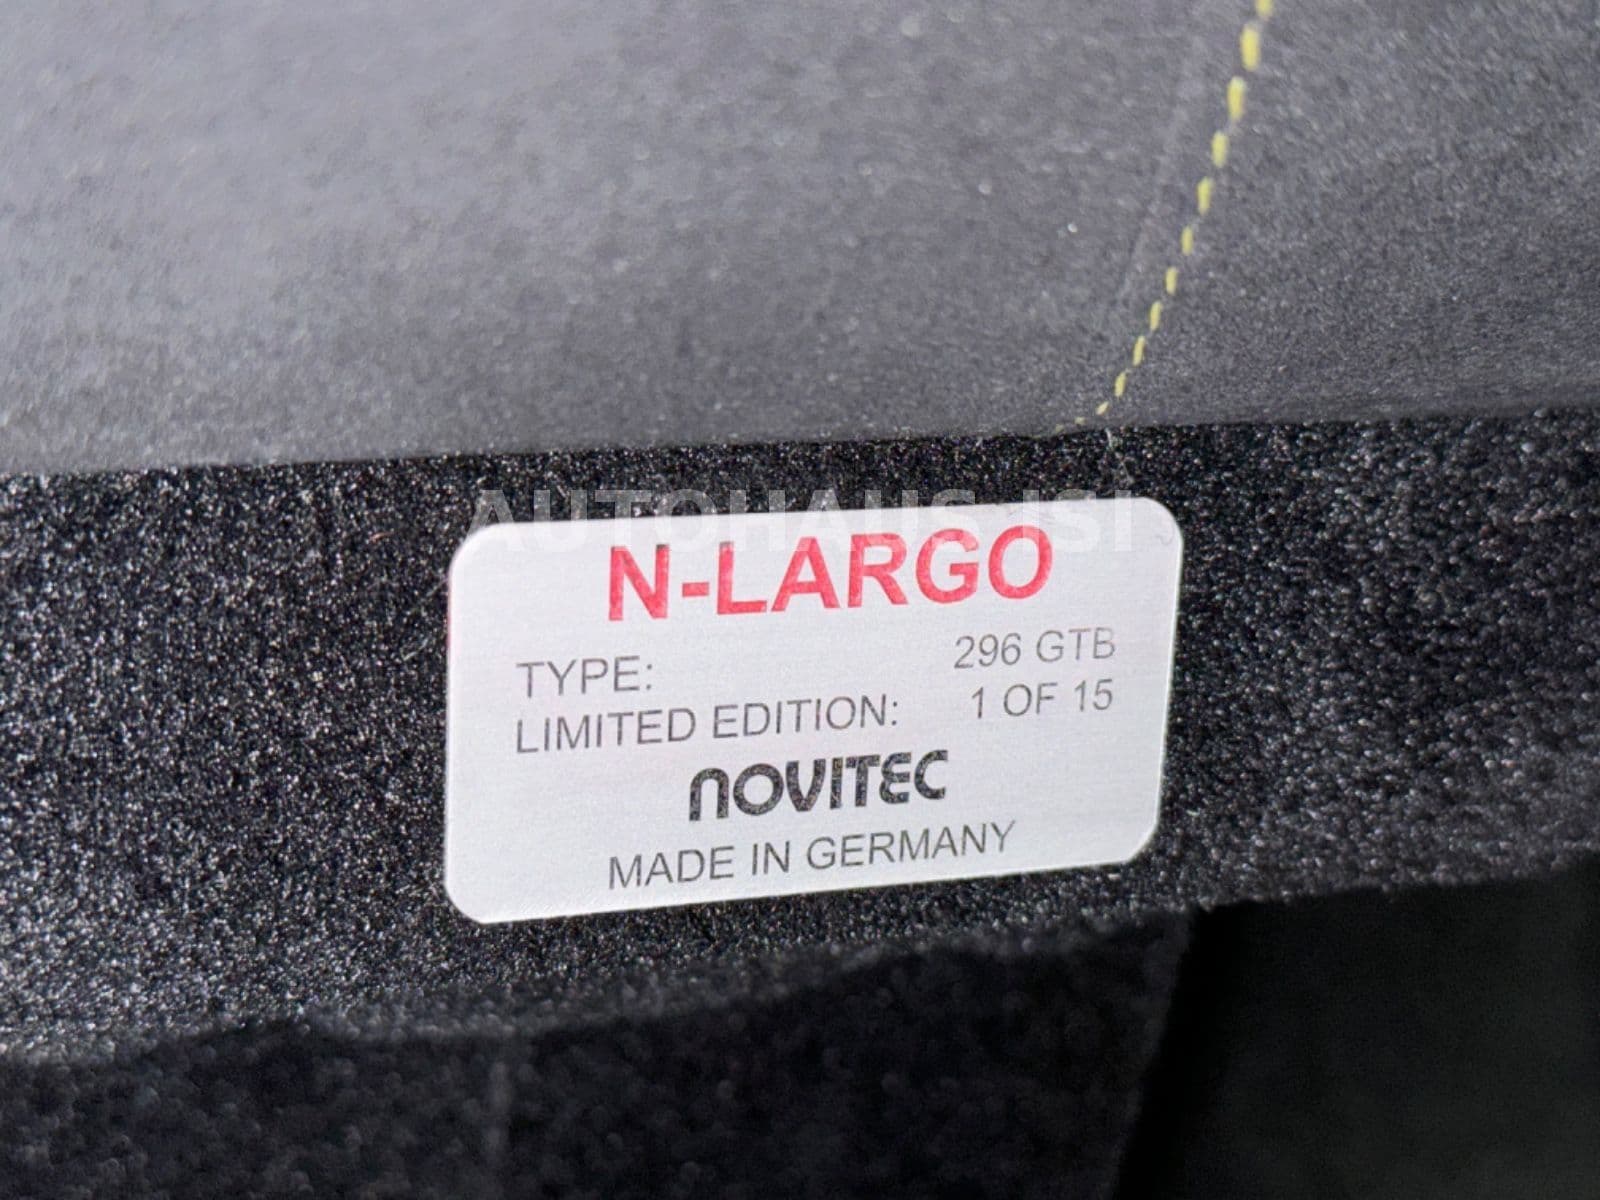 AUTOHAUS ISI
N-LARGO
TYPE: 296 GTB
LIMITED EDITION: 1 OF 15
NOVITEC
MADE IN GERMANY